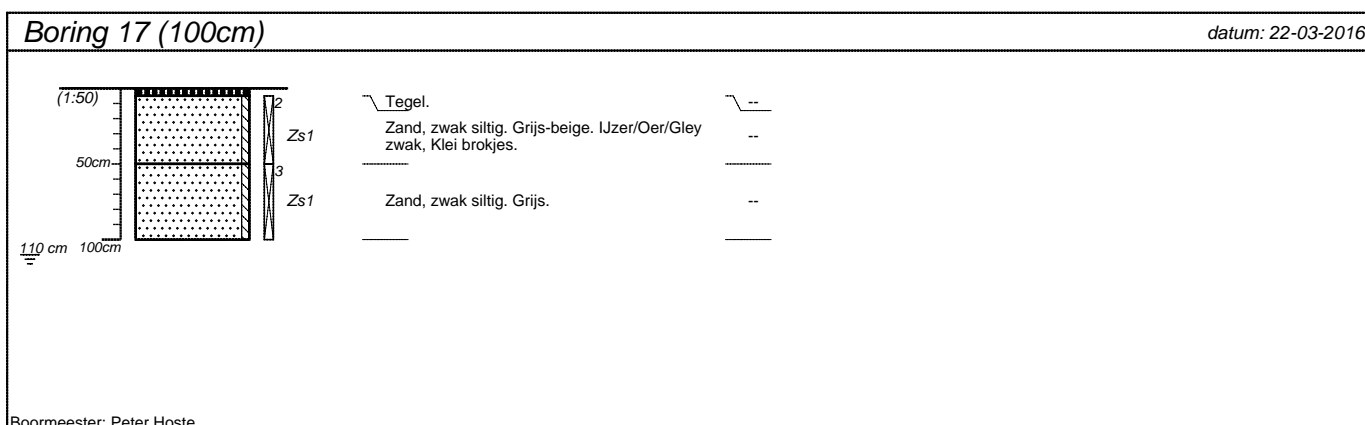 Boring 17 (100cm)
datum: 22-03-2016
(1:50)
2
Tegel.
--
Zs1
Zand, zwak siltig. Grijs-beige. IJzer/Oer/Gley
zwak, Klei brokjes.
--
50cm
3
Zs1
Zand, zwak siltig. Grijs.
--
110 cm
100cm
Boormeester: Peter Hoste